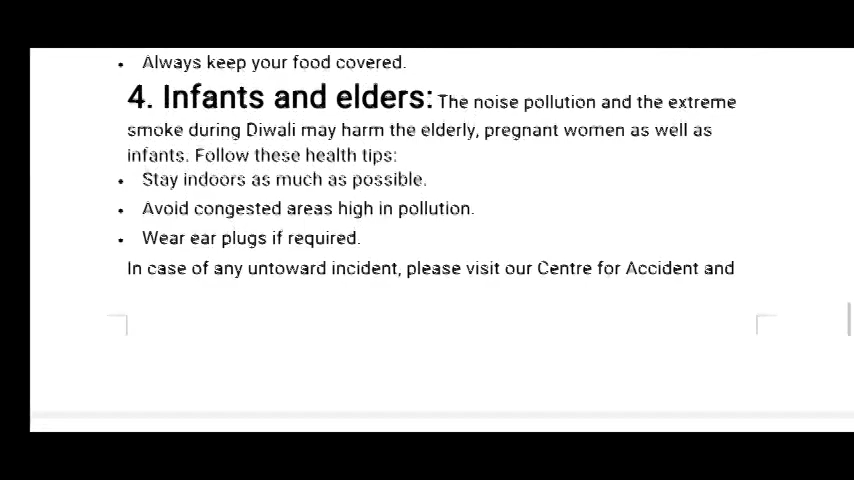 • Always keep your food covered.
4. Infants and elders: The noise pollution and the extreme
smoke during Diwali may harm the elderly, pregnant women as well as
infants. Follow these health tips:
• Stay indoors as much as possible.
• Avoid congested areas high in pollution.
• Wear ear plugs if required.
In case of any untoward incident, please visit our Centre for Accident and